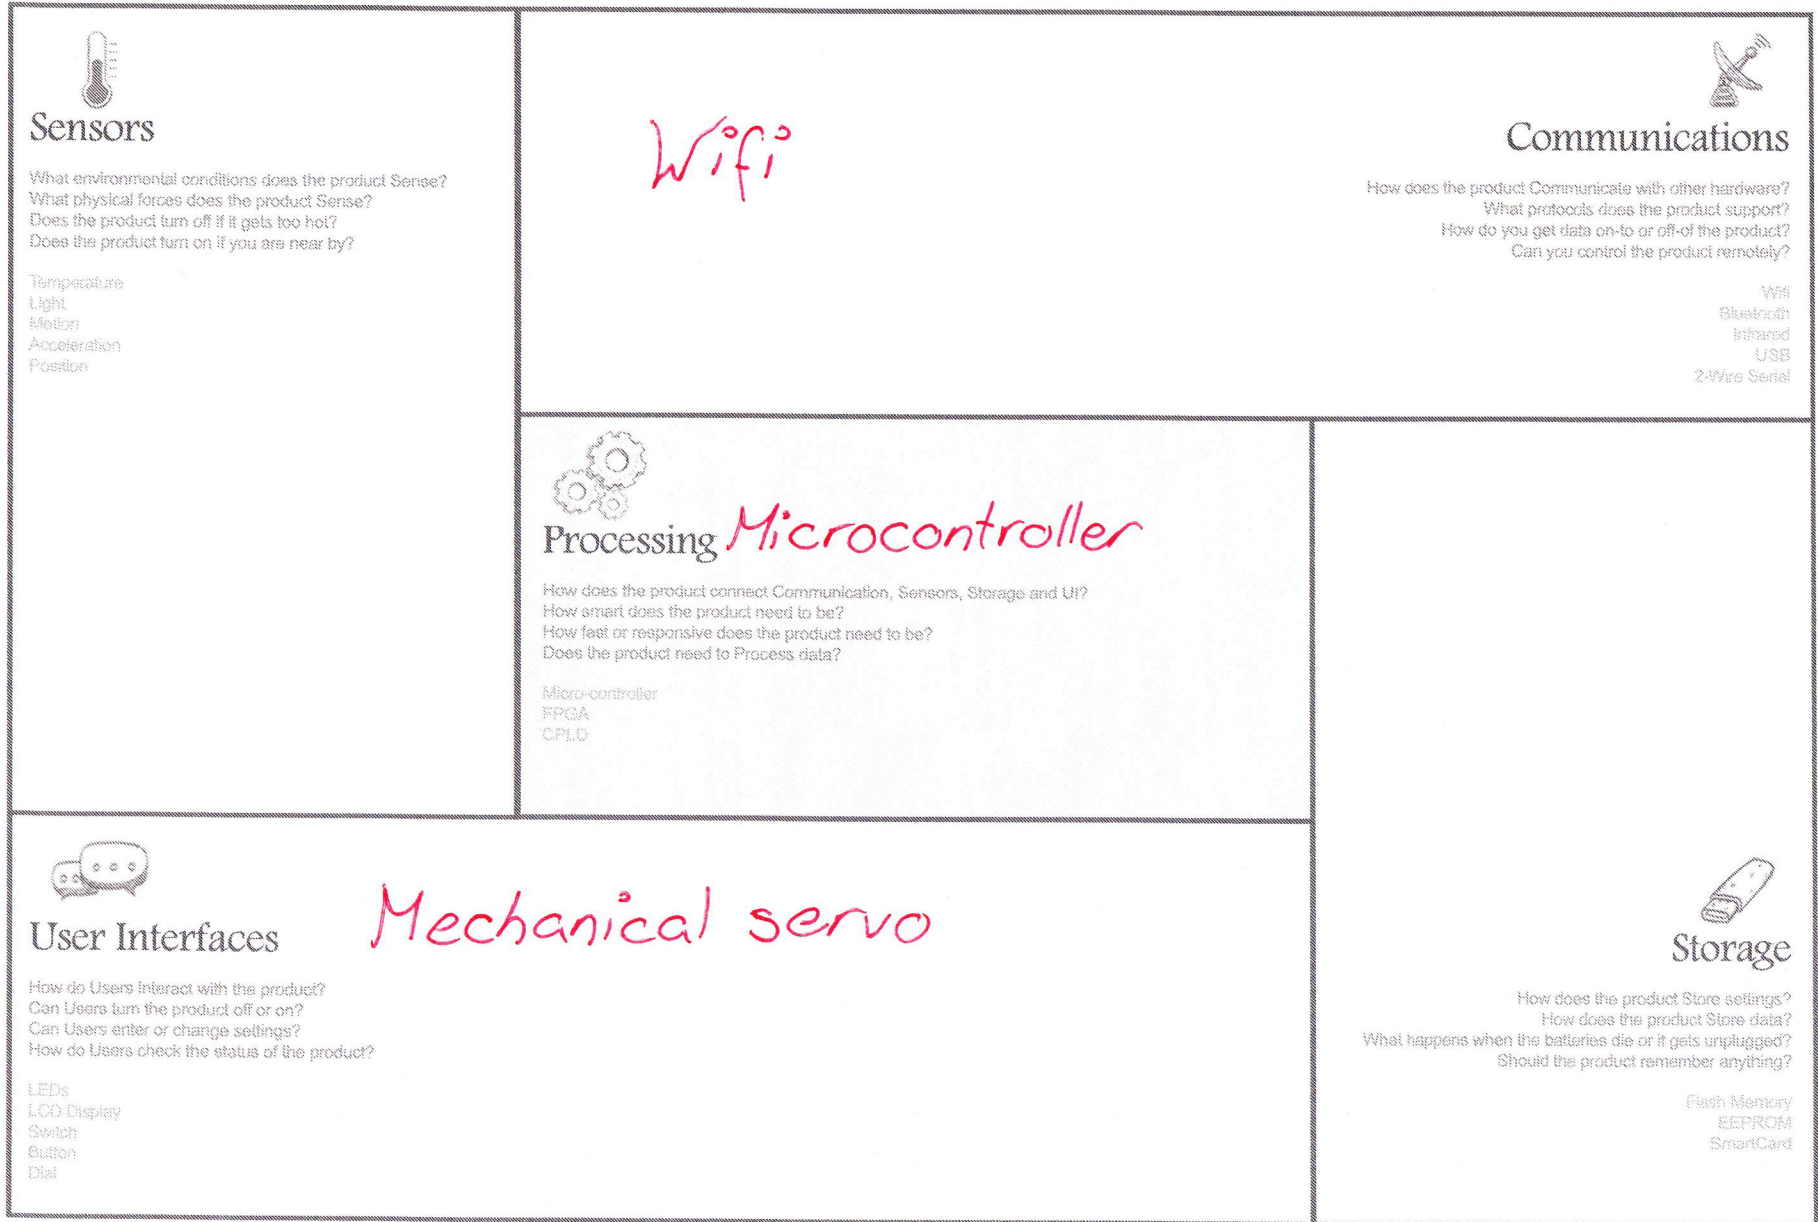 Sensors
What environmental conditions does the product Sense?
What physical forces does the product Sense?
Does the product turn off if it gets too hot?
Does the product turn on if you are near by?
Temperature
Light
Motion
Acceleration
Position
Wifi
Communications
How does the product Communicate with other hardware?
What protocols does the product support?
How do you get data on-to or off-of the product?
Can you control the product remotely?
Wifi
Bluetooth
Infrared
USB
2-Wire Serial
Processing Microcontroller
How does the product connect Communication, Sensors, Storage and UI?
How smart does the product need to be?
How fast or responsive does the product need to be?
Does the product need to Process data?
Micro-controller
FPGA
CPLD
User Interfaces
Mechanical servo
How do Users Interact with the product?
Can Users turn the product off or on?
Can Users enter or change settings?
How do Users check the status of the product?
LEDs
LCD Display
Switch
Button
Dial
Storage
How does the product Store settings?
How does the product Store data?
What happens when the batteries die or it gets unplugged?
Should the product remember anything?
Flash Memory
EEPROM
SmartCard